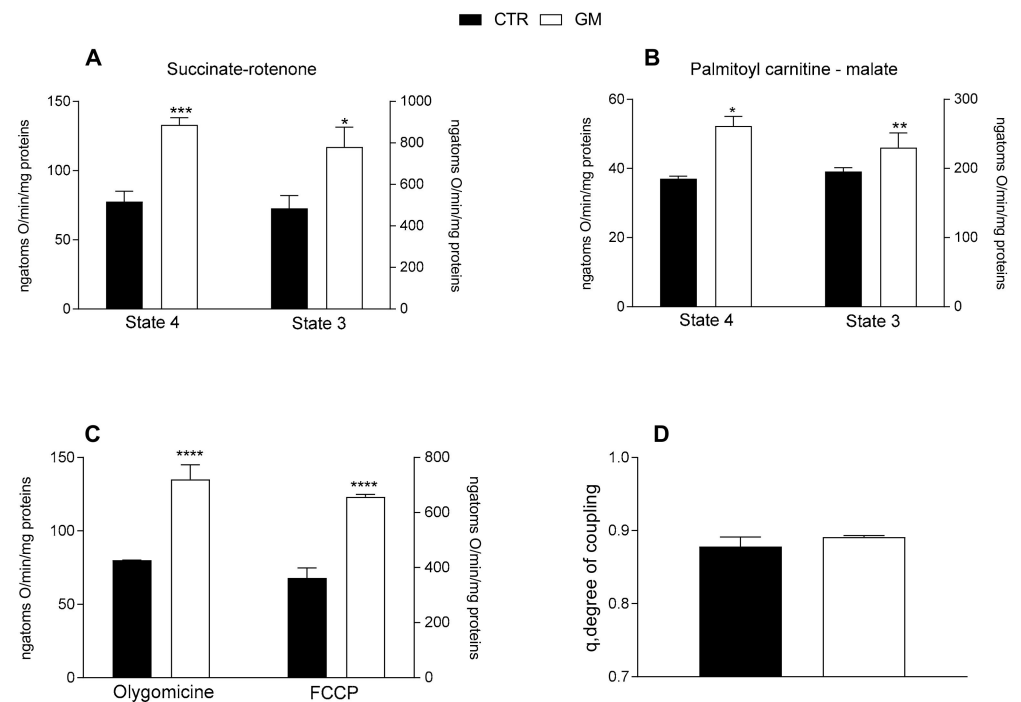 CTR GM
A
Succinate-rotenone
150
100
50
0
ngatoms O/min/mg proteins
***
*
1000
800
600
400
200
0
ngatoms O/min/mg proteins
State 4 State 3
B
Palmitoyl carnitine - malate
60
40
20
0
ngatoms O/min/mg proteins
*
**
300
200
100
0
ngatoms O/min/mg proteins
State 4 State 3
C
150
100
50
0
ngatoms O/min/mg proteins
****
****
800
600
400
200
0
ngatoms O/min/mg proteins
Olygomicine FCCP
D
1.0
0.9
0.8
0.7
q,degree of coupling